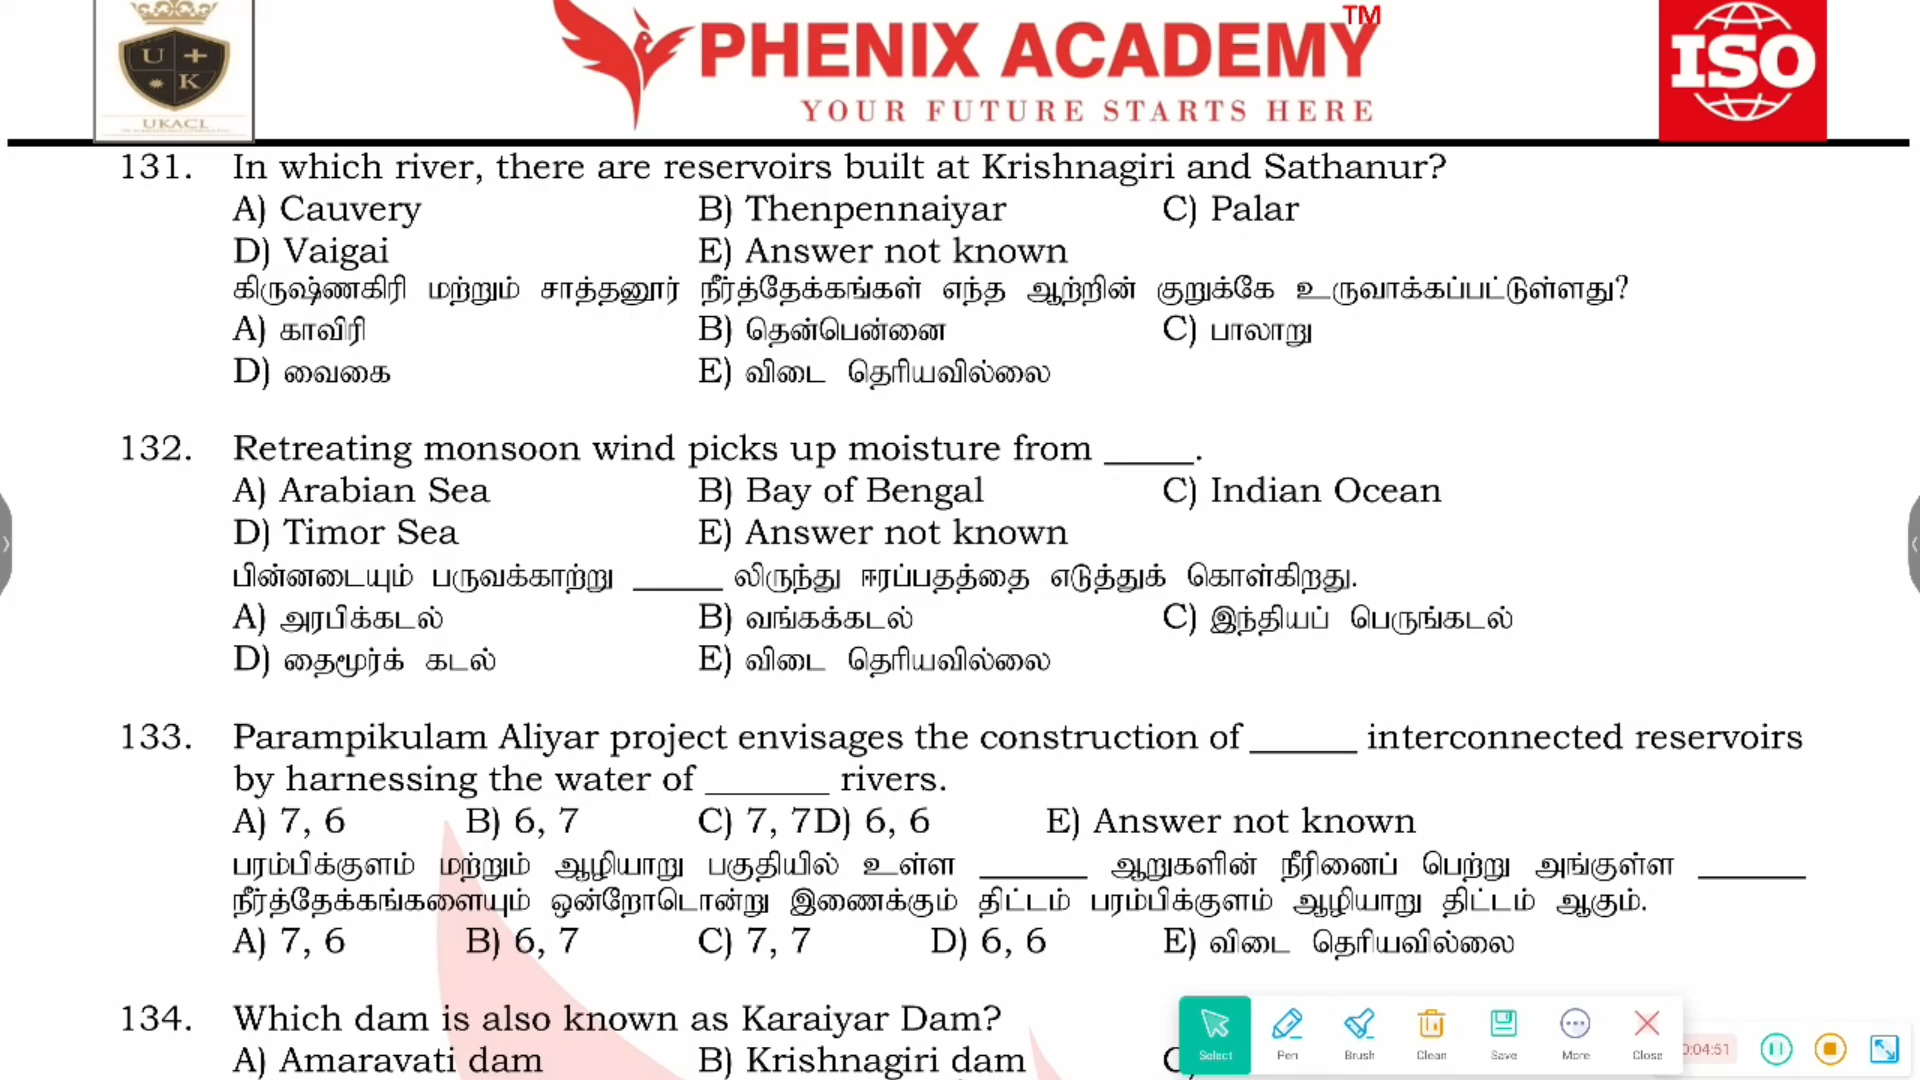 U +
K
UKACL
PHENIX ACADEMY TM
YOUR FUTURE STARTS HERE
ISO
131. In which river, there are reservoirs built at Krishnagiri and Sathanur?
A) Cauvery B) Thenpennaiyar C) Palar
D) Vaigai E) Answer not known
கிருஷ்ணகிரி மற்றும் சாத்தனூர் நீர்த்தேக்கங்கள் எந்த ஆற்றின் குறுக்கே உருவாக்கப்பட்டுள்ளது?
A) காவிரி B) தென்பென்னை C) பாலாறு
D) வைகை E) விடை தெரியவில்லை
132. Retreating monsoon wind picks up moisture from _____.
A) Arabian Sea B) Bay of Bengal C) Indian Ocean
D) Timor Sea E) Answer not known
பின்னடையும் பருவக்காற்று _____ லிருந்து ஈரப்பதத்தை எடுத்துக் கொள்கிறது.
A) அரபிக்கடல் B) வங்கக்கடல் C) இந்தியப் பெருங்கடல்
D) தைமூர்க் கடல் E) விடை தெரியவில்லை
133. Parampikulam Aliyar project envisages the construction of ______ interconnected reservoirs
by harnessing the water of _______ rivers.
A) 7, 6 B) 6, 7 C) 7, 7D) 6, 6 E) Answer not known
பரம்பிக்குளம் மற்றும் ஆழியாறு பகுதியில் உள்ள ______ ஆறுகளின் நீரினைப் பெற்று அங்குள்ள ______
நீர்த்தேக்கங்களையும் ஒன்றோடொன்று இணைக்கும் திட்டம் பரம்பிக்குளம் ஆழியாறு திட்டம் ஆகும்.
A) 7, 6 B) 6, 7 C) 7, 7 D) 6, 6 E) விடை தெரியவில்லை
134. Which dam is also known as Karaiyar Dam?
A) Amaravati dam B) Krishnagiri dam C
Select Pen Brush Clean Save More Close
0:04:51